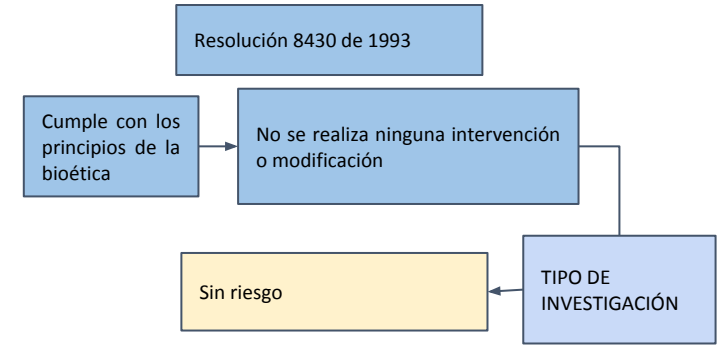 Resolución 8430 de 1993
Cumple con los
principios de la
bioética
No se realiza ninguna intervención
o modificación
TIPO DE
INVESTIGACIÓN
Sin riesgo